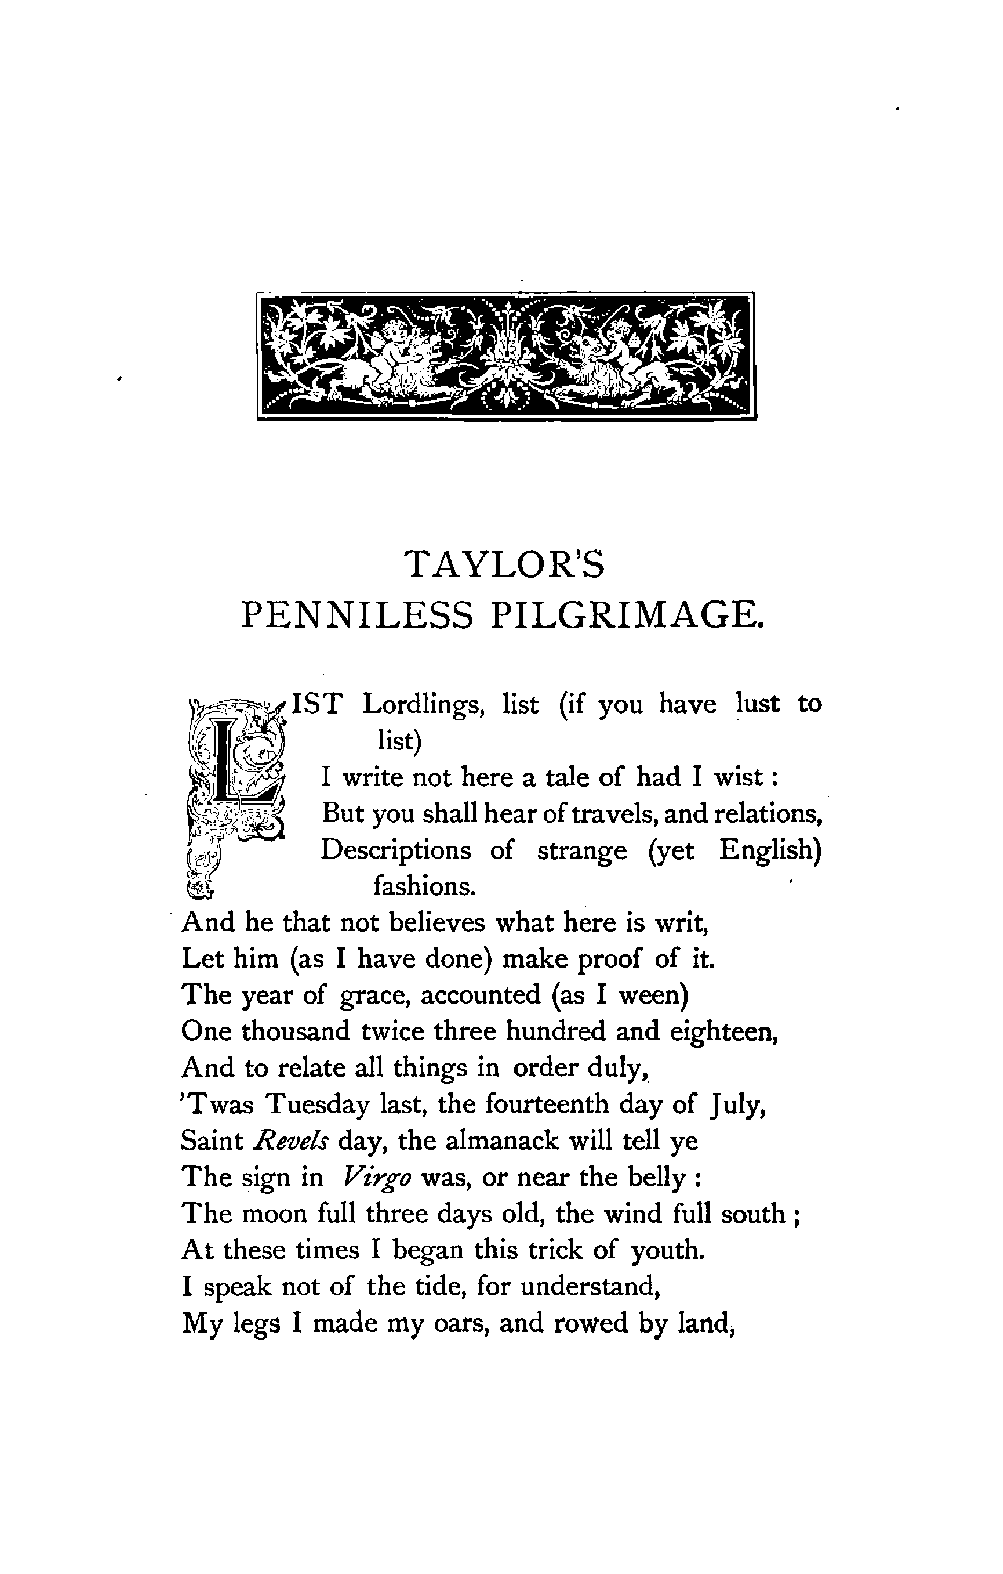 TAYLOR'S
PENNILESS PILGRIMAGE.
LIST Lordlings, list (if you have lust to
list)
I write not here a tale of had I wist :
But you shall hear of travels, and relations,
Descriptions of strange (yet English)
fashions.
And he that not believes what here is writ,
Let him (as I have done) make proof of it.
The year of grace, accounted (as I ween)
One thousand twice three hundred and eighteen,
And to relate all things in order duly,
'Twas Tuesday last, the fourteenth day of July,
Saint Revels day, the almanack will tell ye
The sign in Virgo was, or near the belly :
The moon full three days old, the wind full south ;
At these times I began this trick of youth.
I speak not of the tide, for understand,
My legs I made my oars, and rowed by land,